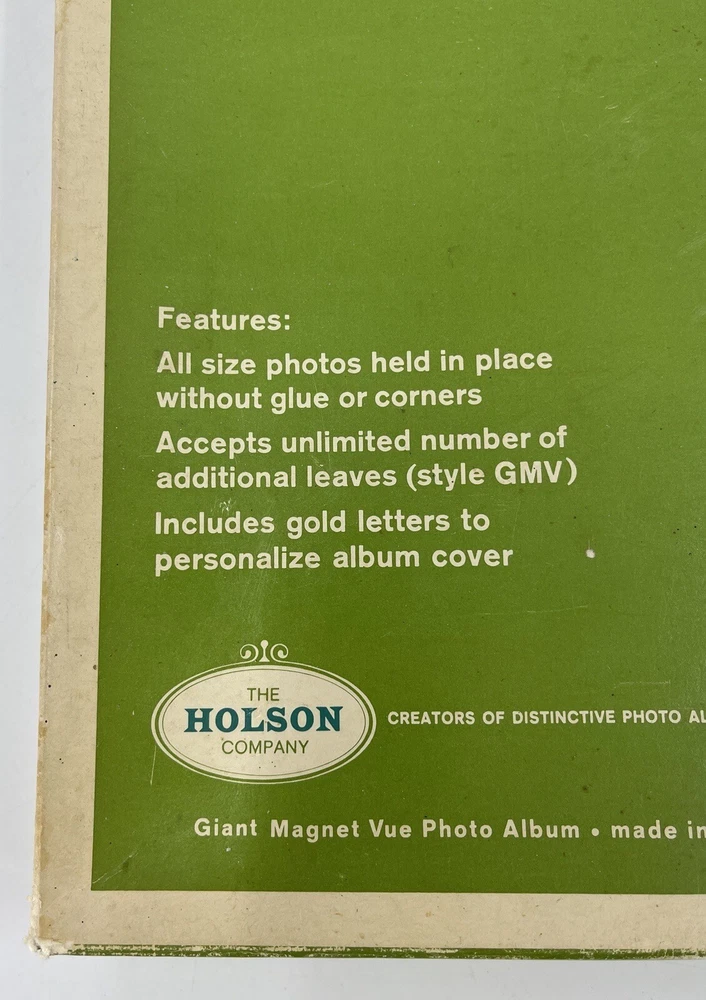 Features:
All size photos held in place
without glue or corners
Accepts unlimited number of
additional leaves (style GMV)
Includes gold letters to
personalize album cover
THE
HOLSON
COMPANY
CREATORS OF DISTINCTIVE PHOTO AL
Giant Magnet Vue Photo Album • made in